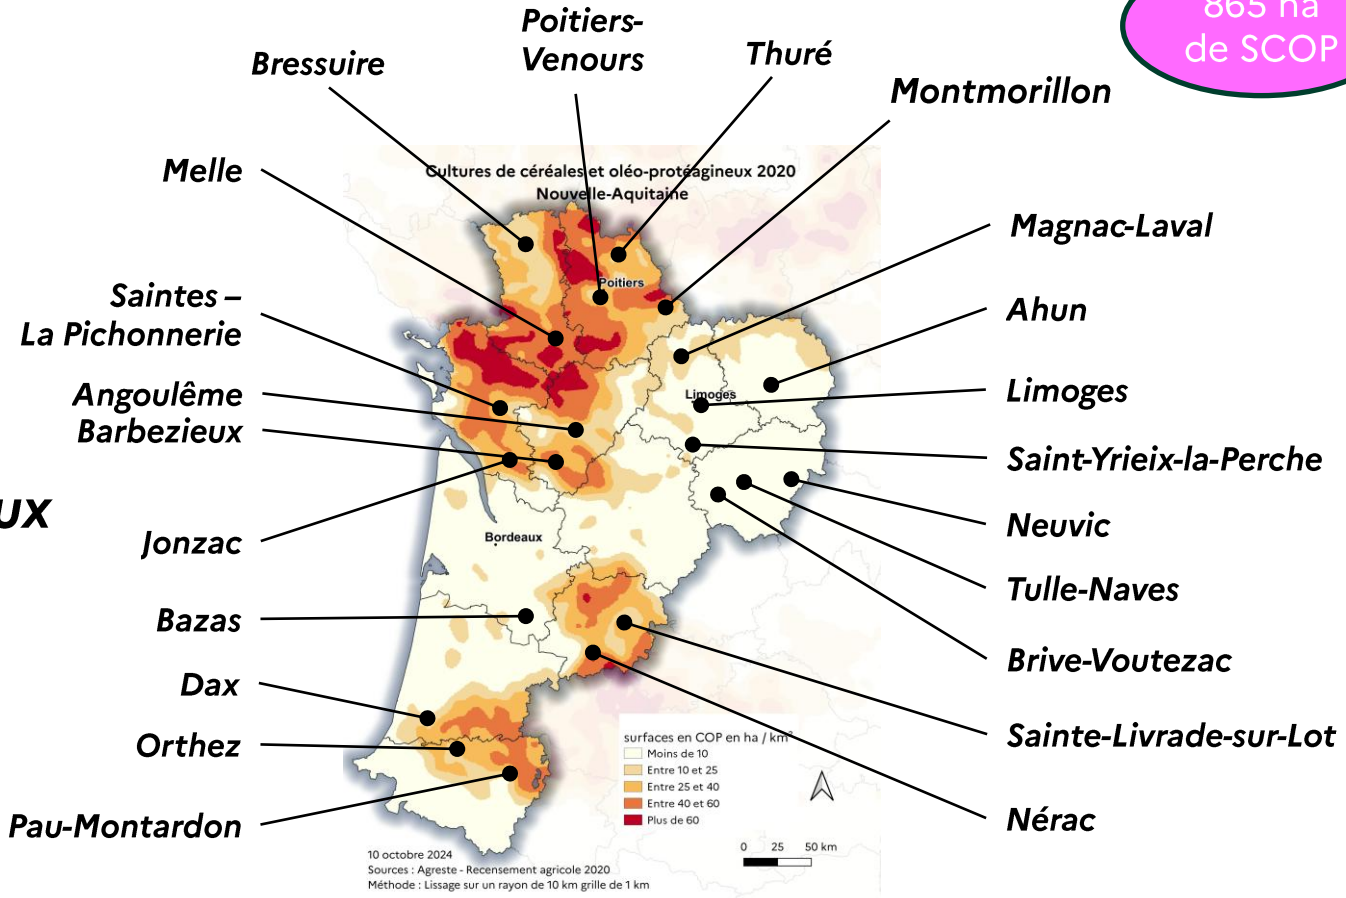 865 ha
de SCOP
Poitiers-
Venours
Bressuire
Thuré
Montmorillon
Melle
Cultures de céréales et oléo-protéagineux 2020
Nouvelle-Aquitaine
Magnac-Laval
Saintes –
La Pichonnerie
Poitiers
Ahun
Angoulême
Limoges
Limoges
Barbezieux
Saint-Yrieix-la-Perche
UX
Neuvic
Jonzac
Bordeaux
Tulle-Naves
Bazas
Brive-Voutezac
Dax
Orthez
Sainte-Livrade-sur-Lot
surfaces en COP en ha / km²
Moins de 10
Entre 10 et 25
Entre 25 et 40
Entre 40 et 60
Plus de 60
Pau-Montardon
Nérac
0 25 50 km
10 octobre 2024
Sources : Agreste - Recensement agricole 2020
Méthode : Lissage sur un rayon de 10 km grille de 1 km